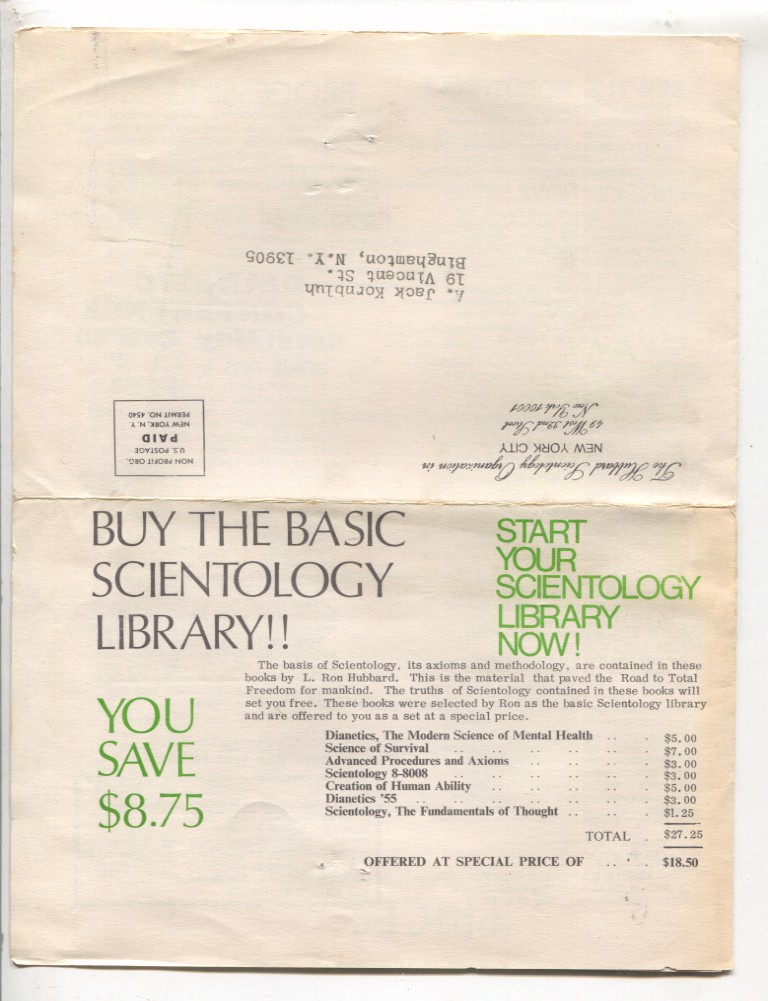 A. Jack Kornbluh
19 Vincent St.
Binghamton, N.Y. 13905
The Hubbard Scientology Organization in
NEW YORK CITY
49 West 32nd Street
New York 10001
NON PROFIT ORG.
U.S. POSTAGE
PAID
NEW YORK, N. Y.
PERMIT NO. 4540
BUY THE BASIC
SCIENTOLOGY
LIBRARY!!
START
YOUR
SCIENTOLOGY
LIBRARY
NOW!
The basis of Scientology, its axioms and methodology, are contained in these
books by L. Ron Hubbard. This is the material that paved the Road to Total
Freedom for mankind. The truths of Scientology contained in these books will
set you free. These books were selected by Ron as the basic Scientology library
and are offered to you as a set at a special price.
YOU
SAVE
$8.75
Dianetics, The Modern Science of Mental Health .. . $5.00
Science of Survival .. .. .. .. .. . $7.00
Advanced Procedures and Axioms .. .. .. . $3.00
Scientology 8-8008 .. .. .. .. .. . $3.00
Creation of Human Ability .. .. .. .. . $5.00
Dianetics '55 .. .. .. .. .. .. . $3.00
Scientology, The Fundamentals of Thought .. .. . $1.25
TOTAL . $27.25
OFFERED AT SPECIAL PRICE OF .. . . $18.50